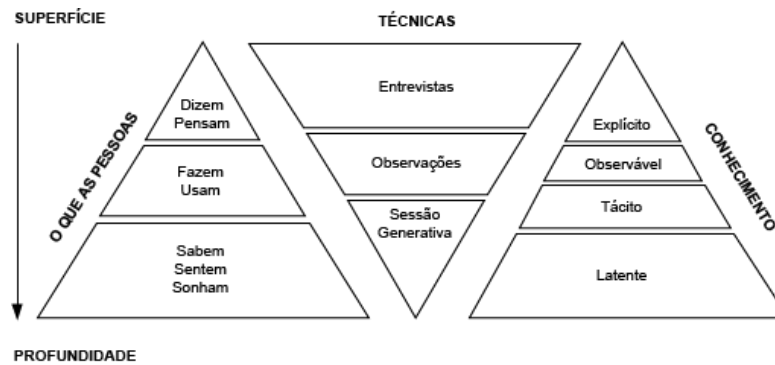 SUPERFÍCIE
TÉCNICAS
O QUE AS PESSOAS
Dizem
Pensam
Fazem
Usam
Sabem
Sentem
Sonham
Entrevistas
Observações
Sessão
Generativa
Explícito
Observável
Tácito
Latente
CONHECIMENTO
PROFUNDIDADE